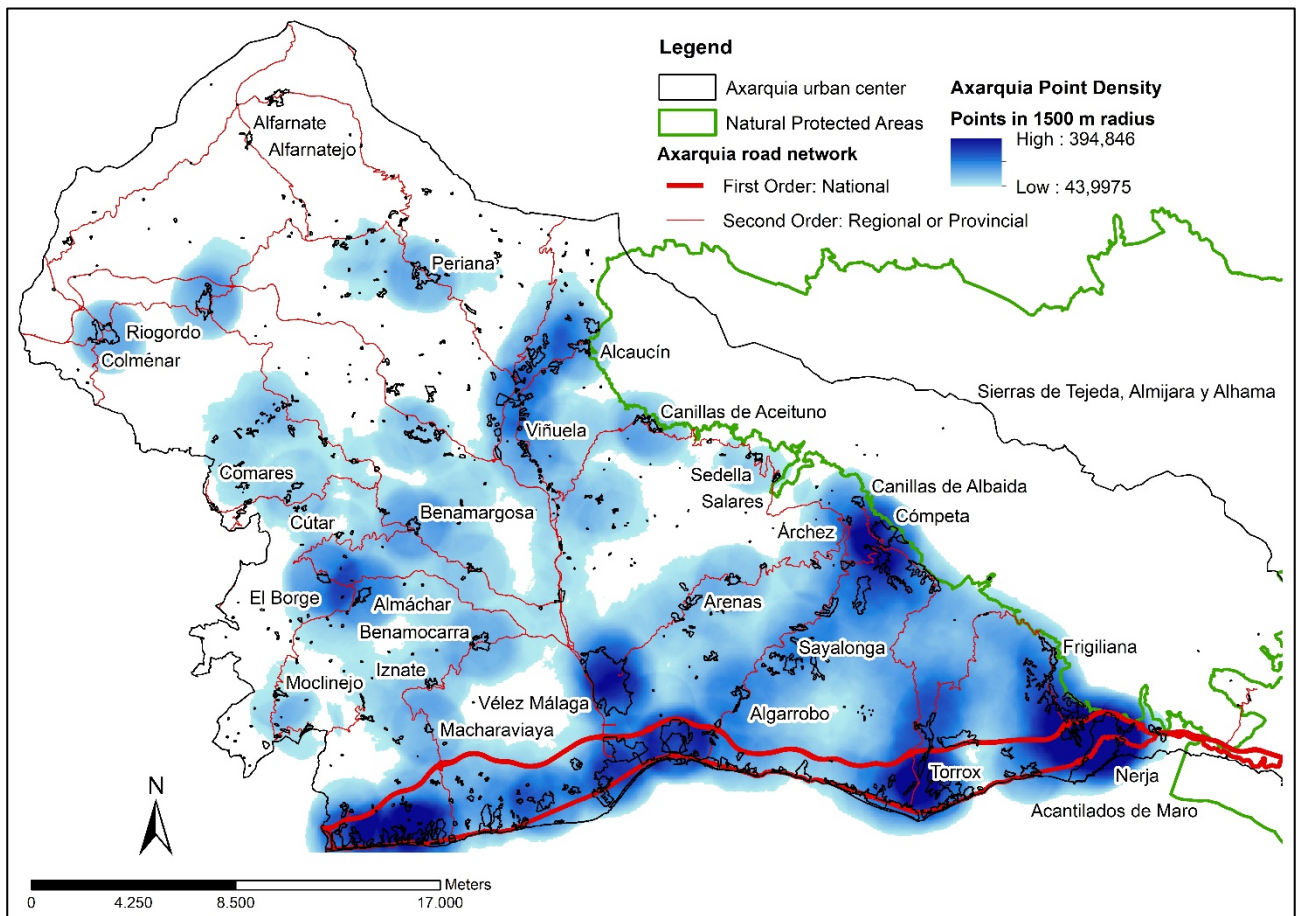 Legend
Axarquia urban center
Natural Protected Areas
Axarquia road network
First Order: National
Second Order: Regional or Provincial
Axarquia Point Density
Points in 1500 m radius
High : 394,846
Low : 43,9975
Alfarnate
Alfarnatejo
Periana
Riogordo
Colménar
Alcaucín
Sierras de Tejeda, Almijara y Alhama
Canillas de Aceituno
Viñuela
Sedella
Salares
Comares
Canillas de Albaida
Cómpeta
Cútar
Benamargosa
Árchez
El Borge
Almáchar
Arenas
Benamocarra
Iznate
Sayalonga
Frigiliana
Moclinejo
Vélez Málaga
Macharaviaya
Algarrobo
Torrox
Nerja
Acantilados de Maro
N
Meters
0 4.250 8.500 17.000